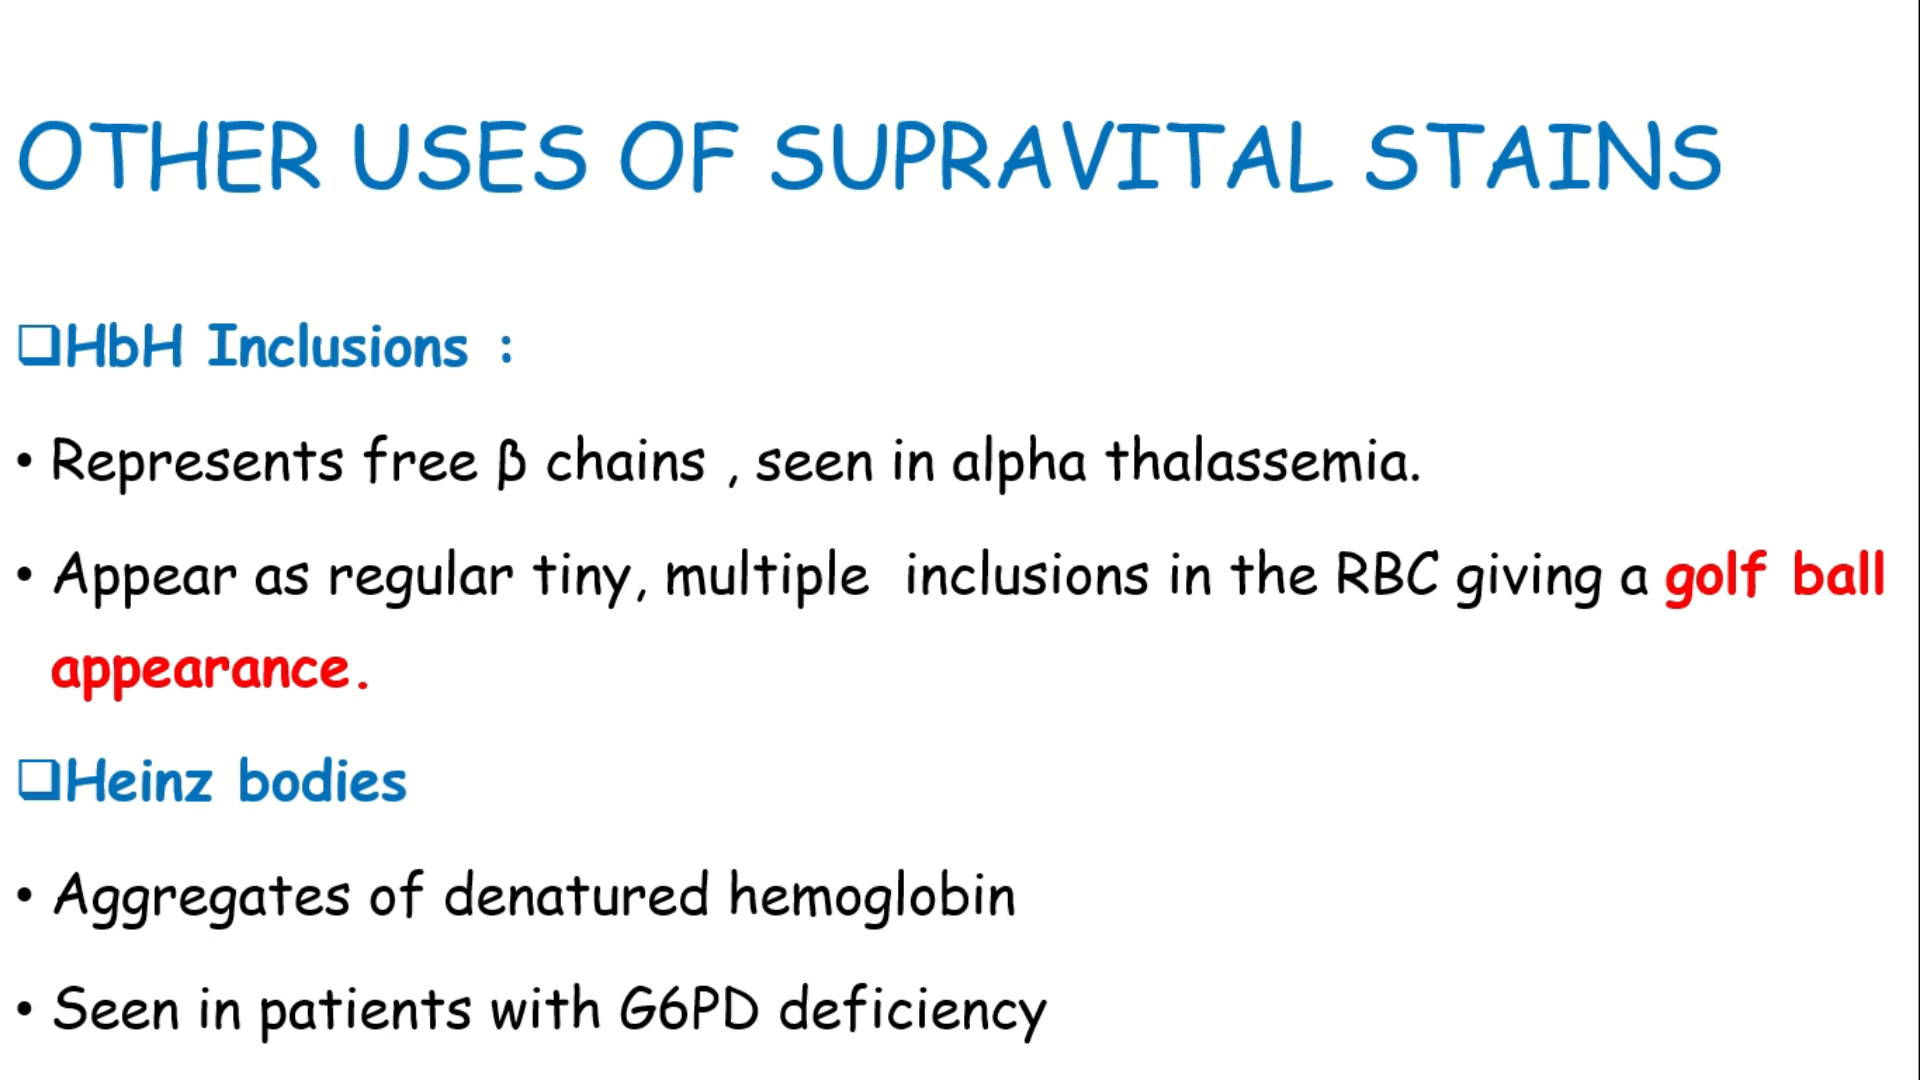 OTHER USES OF SUPRAVITAL STAINS
❑HbH Inclusions :
• Represents free β chains , seen in alpha thalassemia.
• Appear as regular tiny, multiple inclusions in the RBC giving a golf ball
appearance.
❑Heinz bodies
• Aggregates of denatured hemoglobin
• Seen in patients with G6PD deficiency